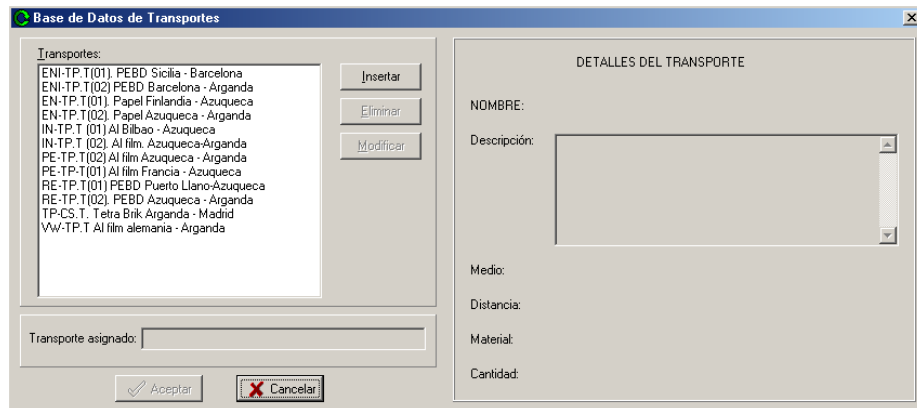 Base de Datos de Transportes
Transportes:
ENI-TP.T(01). PEBD Sicilia - Barcelona
ENI-TP.T(02) PEBD Barcelona - Arganda
EN-TP.T(01). Papel Finlandia - Azuqueca
EN-TP.T(02). Papel Azuqueca - Arganda
IN-TP.T (01) Al Bilbao - Azuqueca
IN-TP.T (02). Al film. Azuqueca-Arganda
PE-TP.T(02) Al film Azuqueca - Arganda
PE-TP-T(01) Al film Francia - Azuqueca
RE-TP.T(01) PEBD Puerto Llano-Azuqueca
RE-TP.T(02). PEBD Azuqueca - Arganda
TP-CS.T. Tetra Brik Arganda - Madrid
VW-TP.T Al film alemania - Arganda
Insertar
Eliminar
Modificar
Transporte asignado:
Aceptar
Cancelar
DETALLES DEL TRANSPORTE
NOMBRE:
Descripción:
Medio:
Distancia:
Material:
Cantidad: